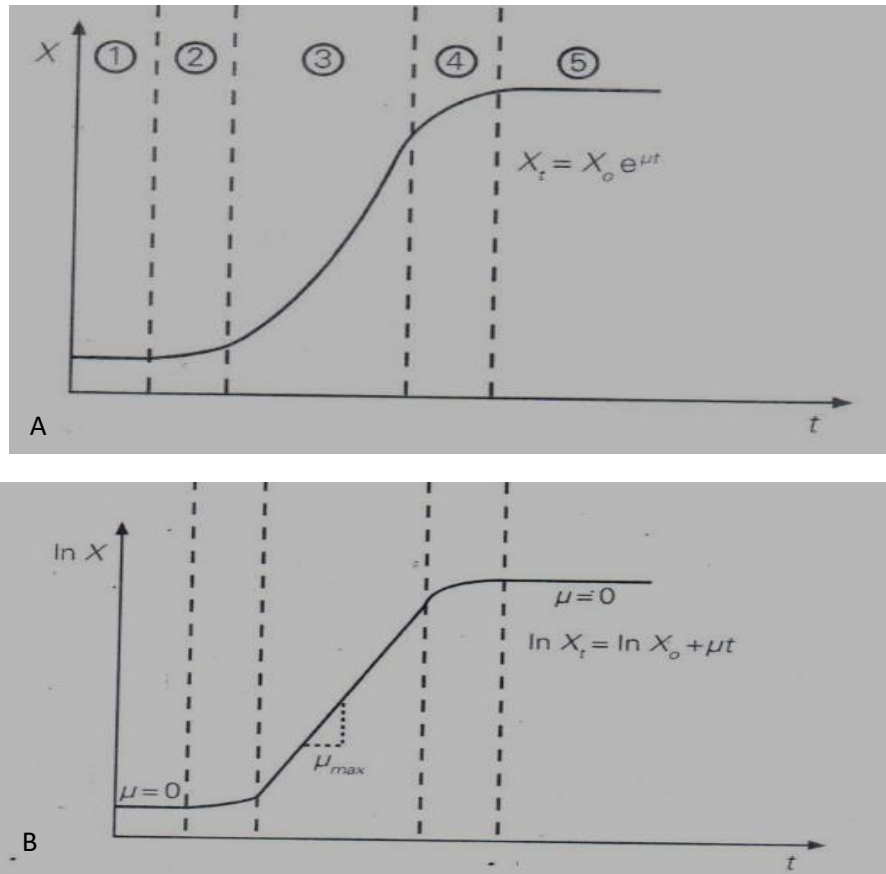 X ① ② ③ ④ ⑤
Xₜ = Xₒ e^μt
t
A
ln X
μ = 0
ln Xₜ = ln Xₒ + μt
μₘₐₓ
μ = 0
B
t